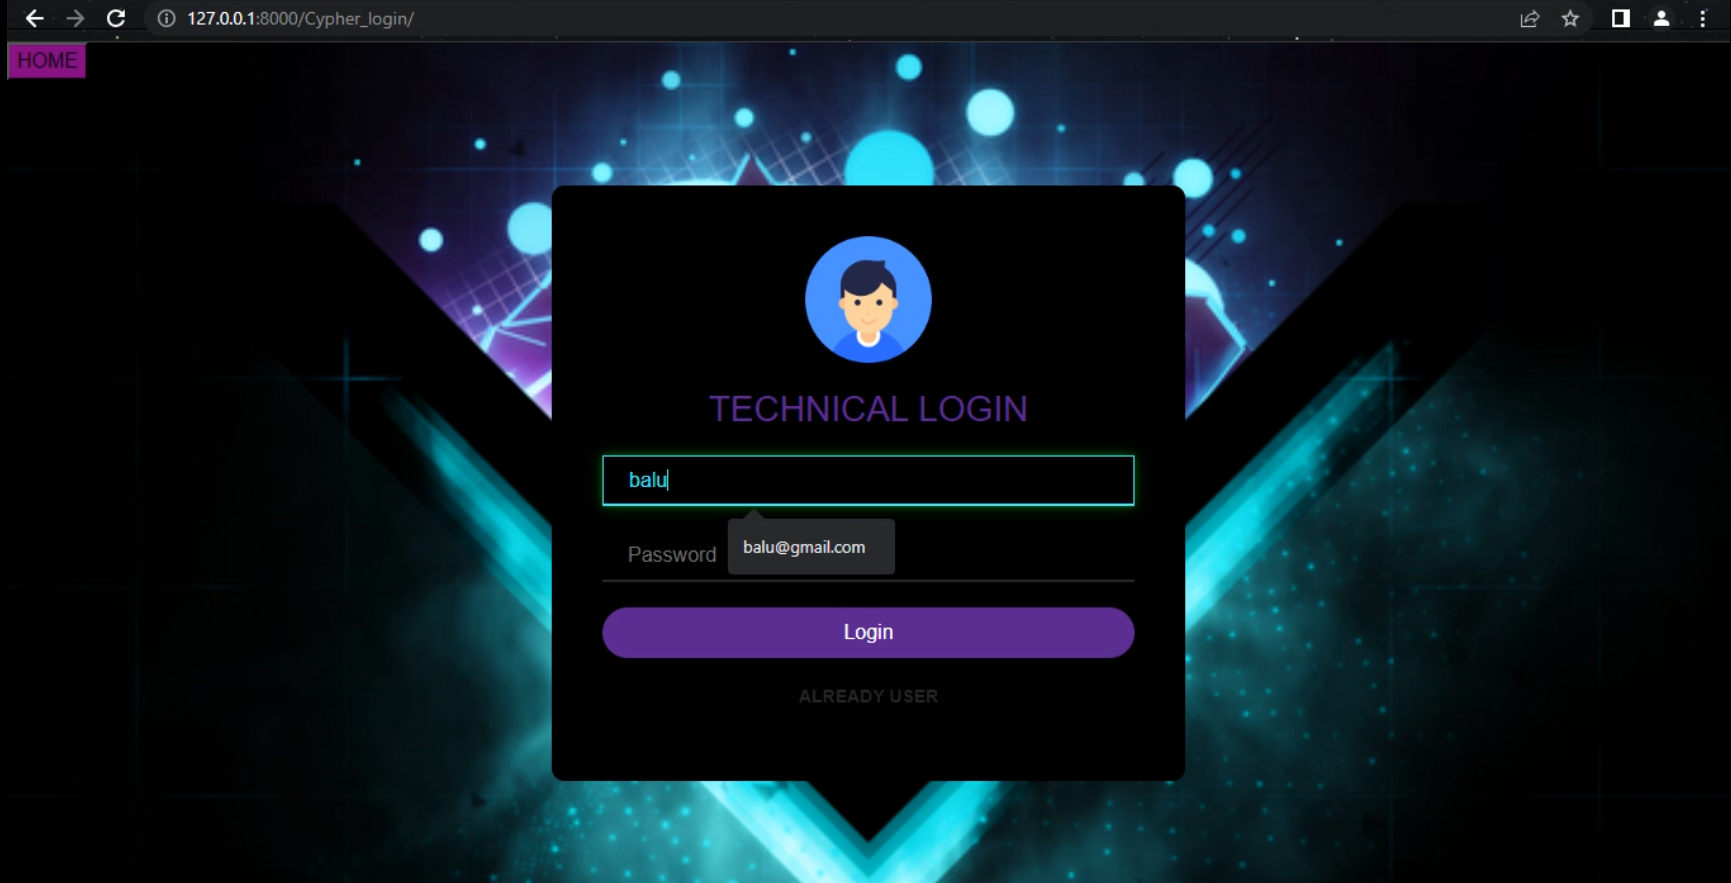 127.0.0.1:8000/Cypher_login/
HOME
TECHNICAL LOGIN
balu
balu@gmail.com
Password
Login
ALREADY USER